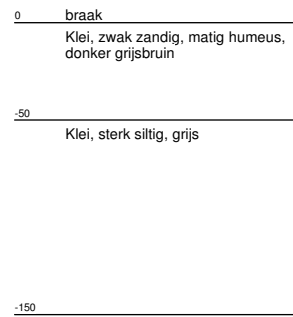 0 braak
Klei, zwak zandig, matig humeus,
donker grijsbruin
-50
Klei, sterk siltig, grijs
-150